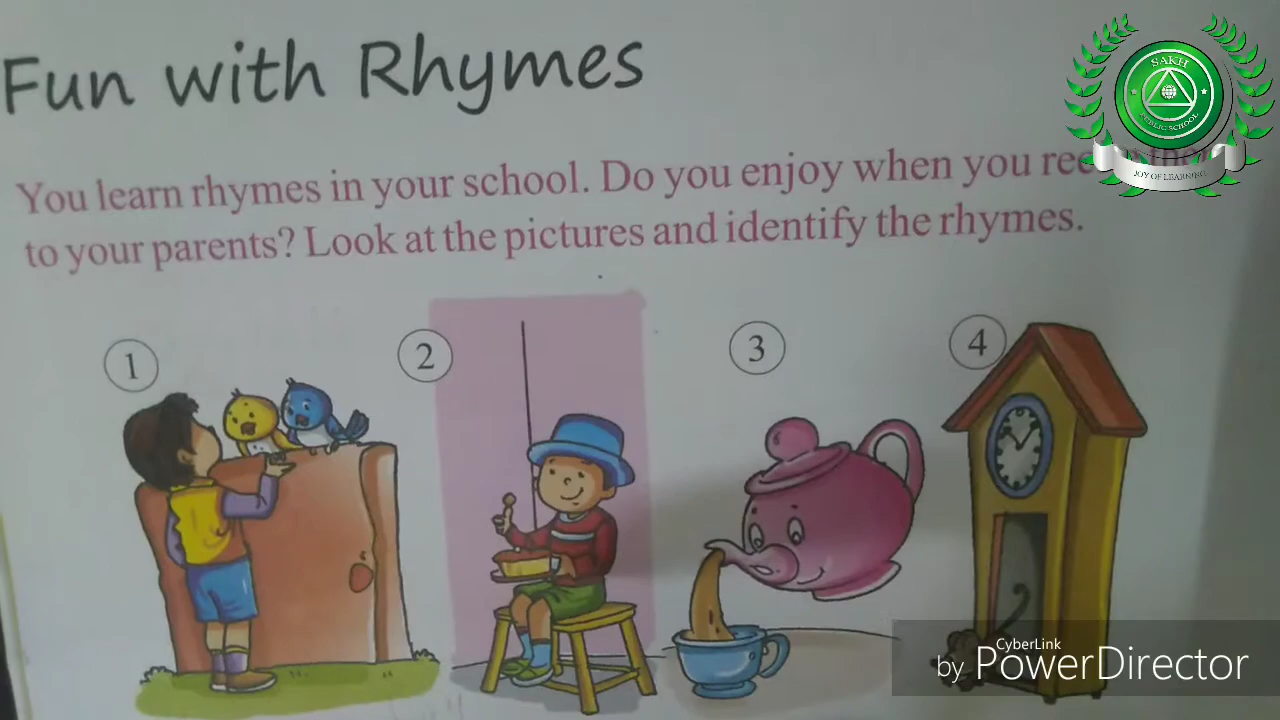 Fun with Rhymes
SAKH
PUBLIC SCHOOL
JOY OF LEARNING
You learn rhymes in your school. Do you enjoy when you
to your parents? Look at the pictures and identify the rhymes.
1
2
3
4
CyberLink
by PowerDirector